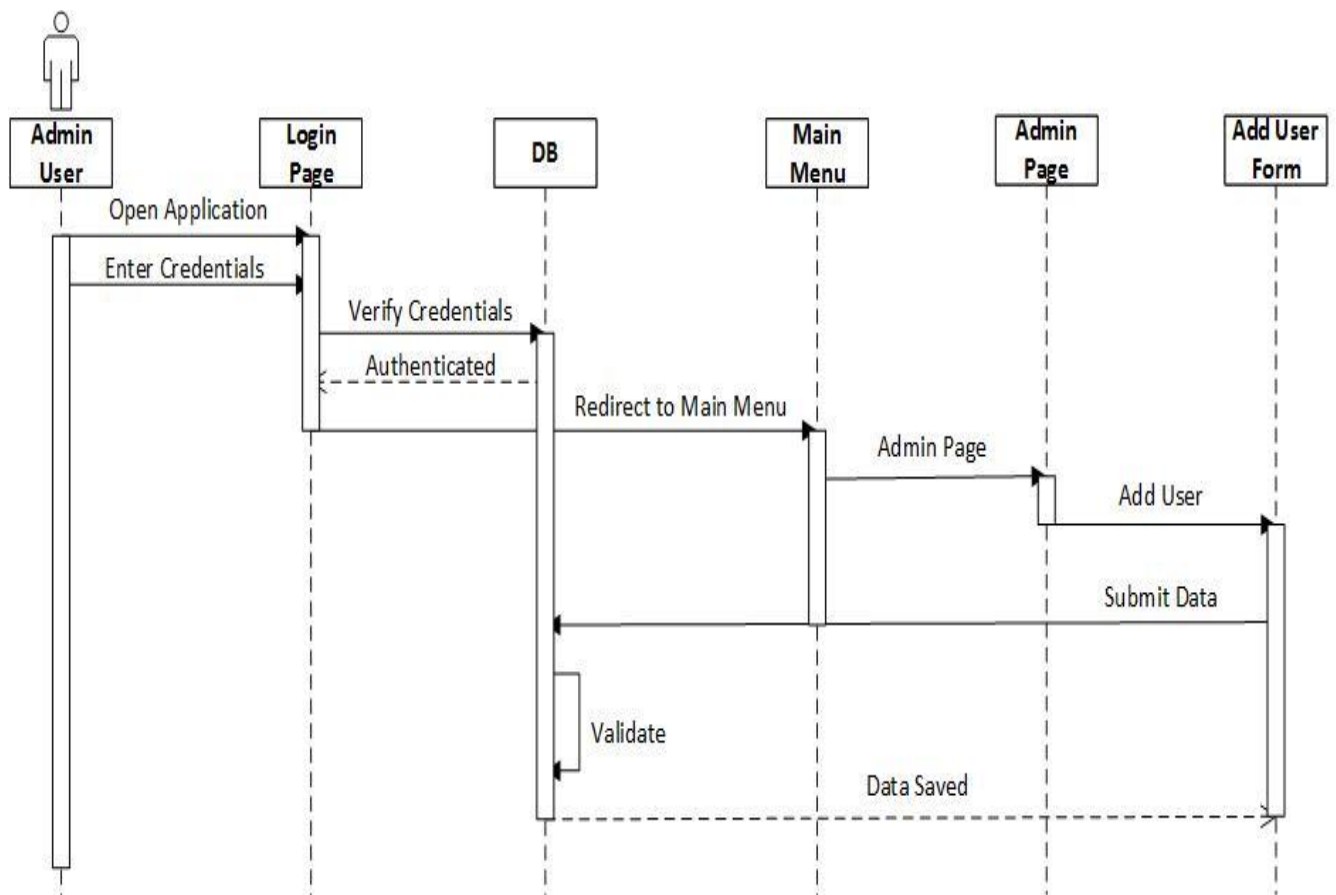 Admin
User
Login
Page
DB
Main
Menu
Admin
Page
Add User
Form
Open Application
Enter Credentials
Verify Credentials
Authenticated
Redirect to Main Menu
Admin Page
Add User
Submit Data
Validate
Data Saved